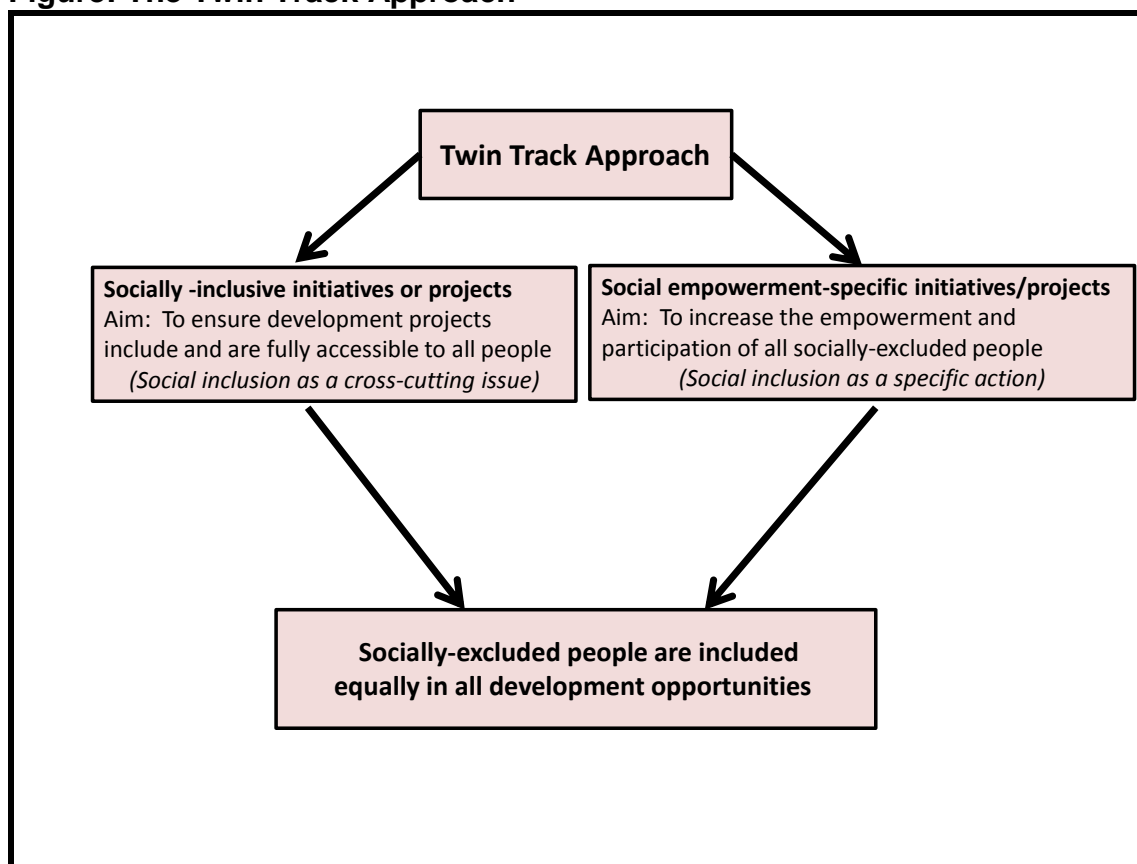 Figure: The Twin Track Approach
Twin Track Approach
Socially -inclusive initiatives or projects
Aim: To ensure development projects
include and are fully accessible to all people
(Social inclusion as a cross-cutting issue)
Social empowerment-specific initiatives/projects
Aim: To increase the empowerment and
participation of all socially-excluded people
(Social inclusion as a specific action)
Socially-excluded people are included
equally in all development opportunities